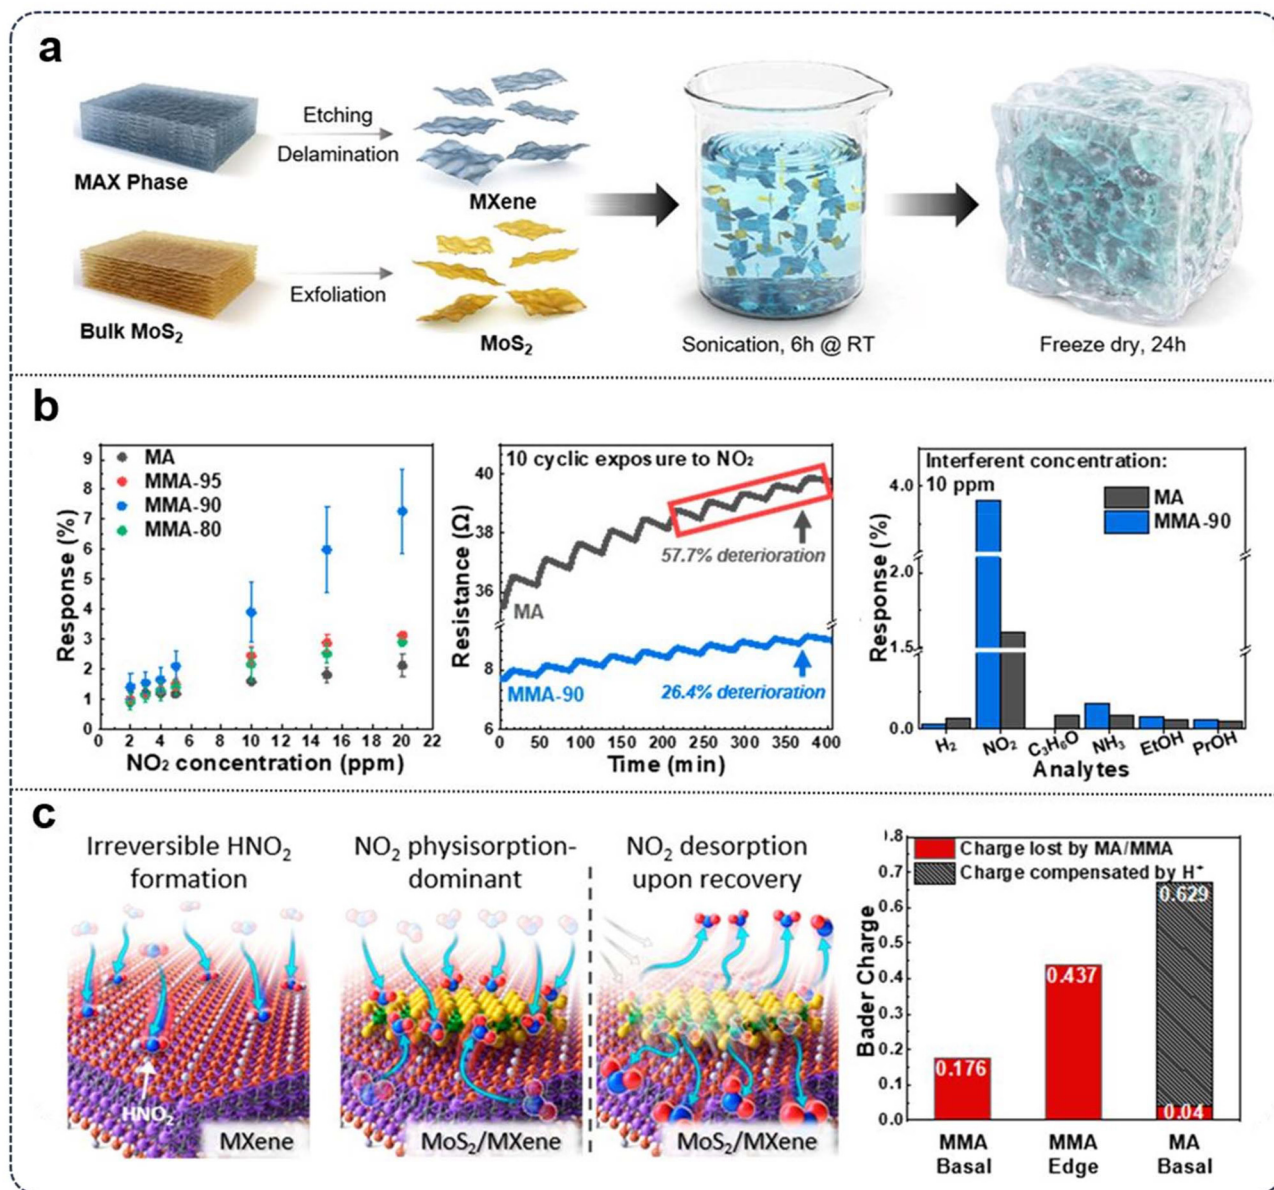 a
Etching
Delamination
MAX Phase
MXene
Exfoliation
Bulk MoS₂
MoS₂
Sonication, 6h @ RT
Freeze dry, 24h
b
9
8
7
6
5
4
3
2
1
0
Response (%)
MA
MMA-95
MMA-90
MMA-80
0 2 4 6 8 10 12 14 16 18 20 22
NO₂ concentration (ppm)
10 cyclic exposure to NO₂
40
38
36
8
6
Resistance (Ω)
57.7% deterioration
MA
MMA-90
26.4% deterioration
0 50 100 150 200 250 300 350 400
Time (min)
Interferent concentration:
10 ppm
4.0
2.0
1.5
0.0
Response (%)
MA
MMA-90
H₂ NO₂ C₃H₆O NH₃ EtOH PrOH
Analytes
c
Irreversible HNO₂
formation
HNO₂
MXene
NO₂ physisorption-
dominant
MoS₂/MXene
NO₂ desorption
upon recovery
MoS₂/MXene
0.8
0.7
0.6
0.5
0.4
0.3
0.2
0.1
0.0
Bader Charge
Charge lost by MA/MMA
Charge compensated by H⁺
0.629
0.437
0.176
0.04
MMA
Basal
MMA
Edge
MA
Basal